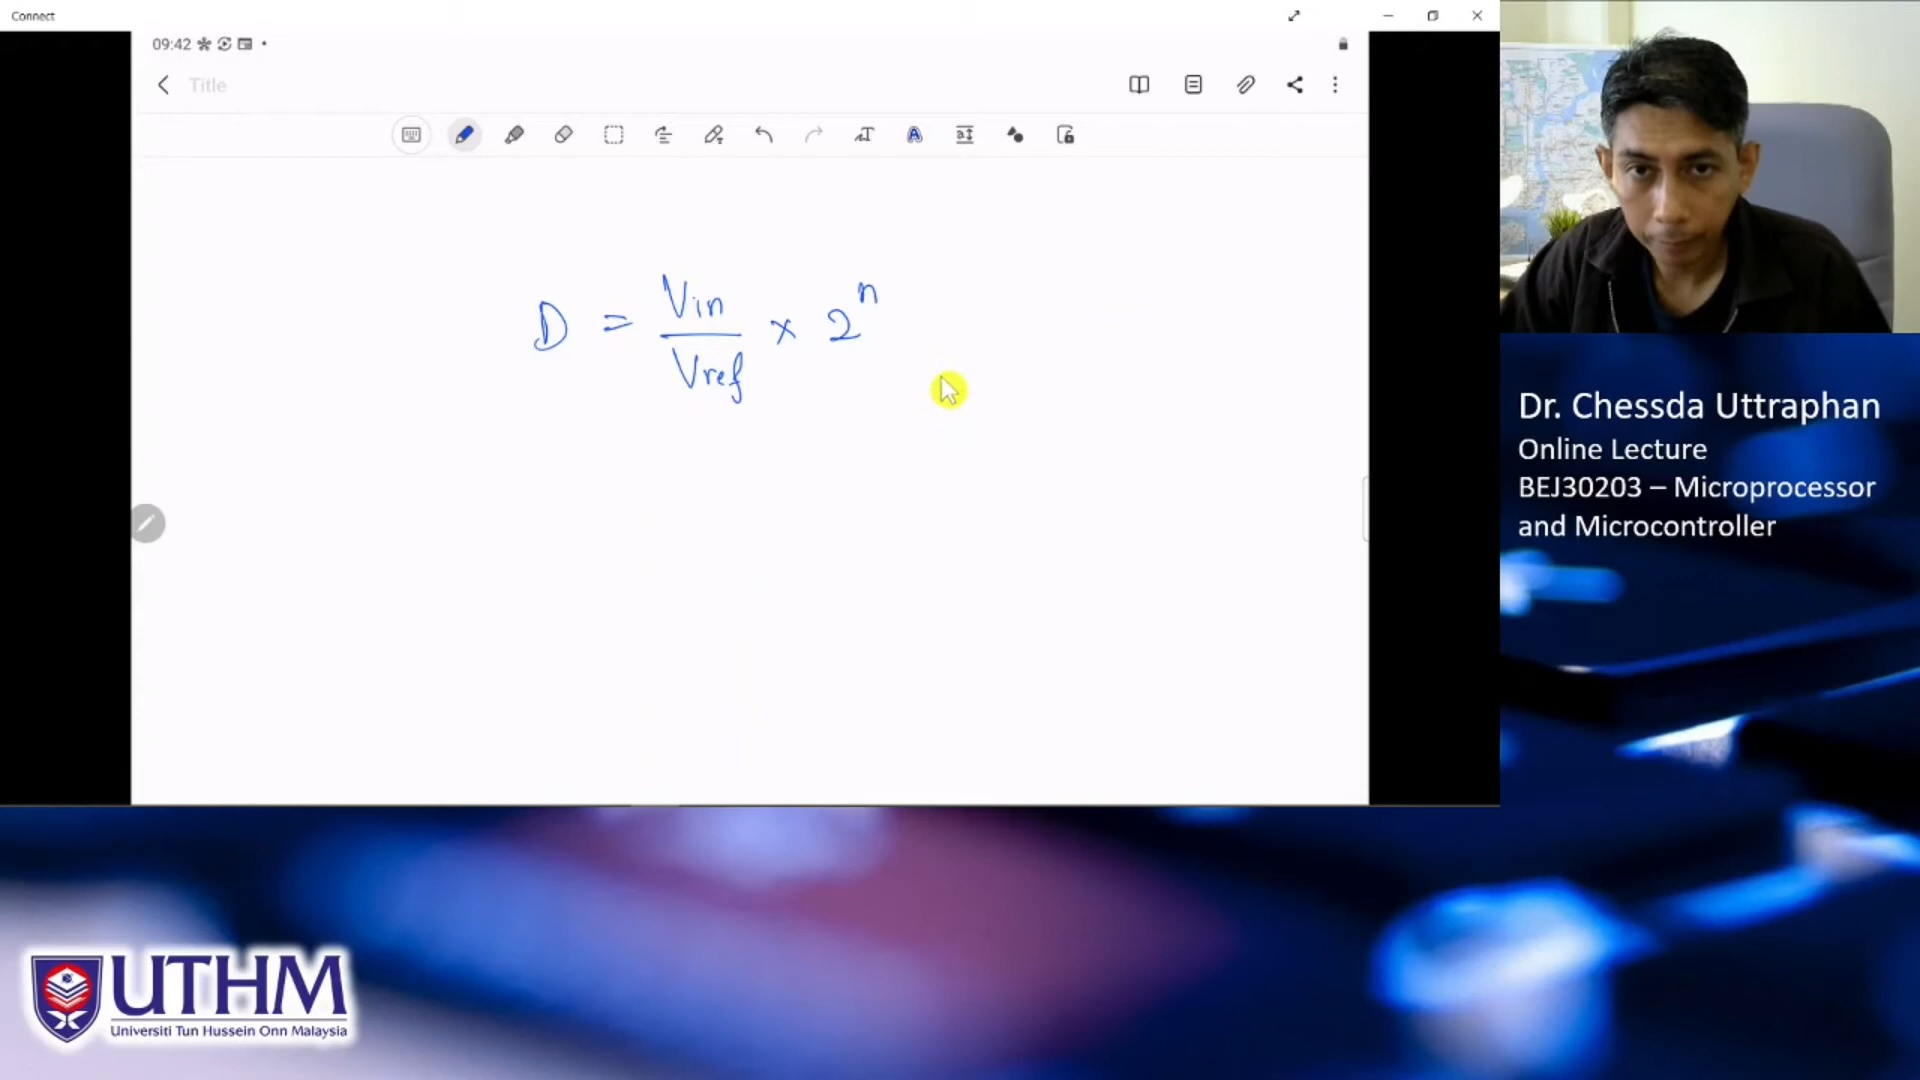 Connect
09:42
Title
D = Vin / Vref × 2^n
Dr. Chessda Uttraphan
Online Lecture
BEJ30203 – Microprocessor
and Microcontroller
UTHM
Universiti Tun Hussein Onn Malaysia